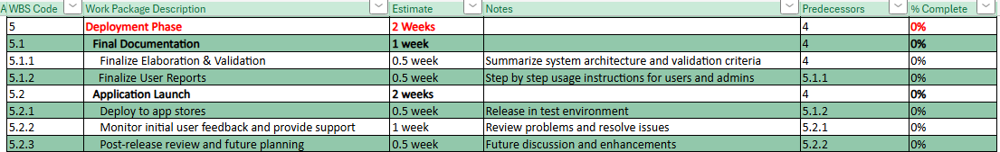 A WBS Code Work Package Description Estimate Notes Predecessors % Complete
5 Deployment Phase 2 Weeks 4 0%
5.1 Final Documentation 1 week 4 0%
5.1.1 Finalize Elaboration & Validation 0.5 week Summarize system architecture and validation criteria 4 0%
5.1.2 Finalize User Reports 0.5 week Step by step usage instructions for users and admins 5.1.1 0%
5.2 Application Launch 2 weeks 4 0%
5.2.1 Deploy to app stores 0.5 week Release in test environment 5.1.2 0%
5.2.2 Monitor initial user feedback and provide support 1 week Review problems and resolve issues 5.2.1 0%
5.2.3 Post-release review and future planning 0.5 week Future discussion and enhancements 5.2.2 0%